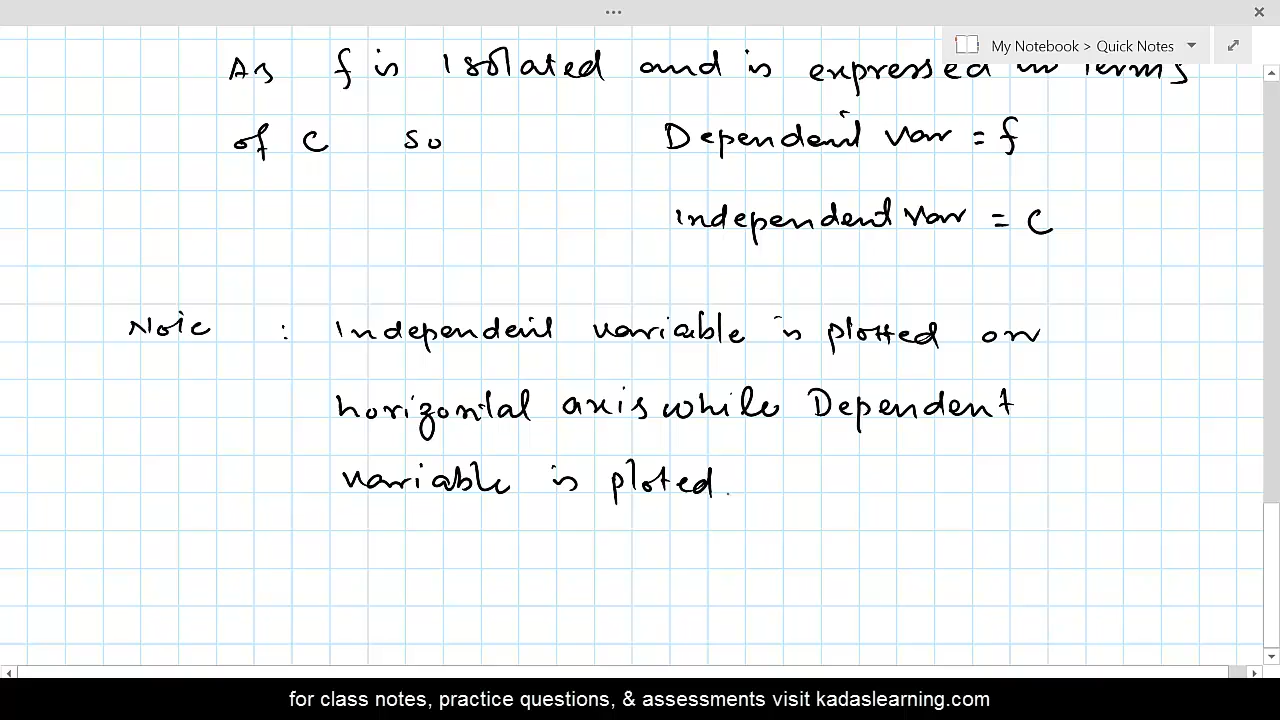 ...
×
My Notebook > Quick Notes
As f is Isolated and is expressed in Terms
of C so Dependent Var = f
Independent Var = C
Note : Independent variable is plotted on
horizontal axis while Dependent
variable is ploted.
for class notes, practice questions, & assessments visit kadaslearning.com